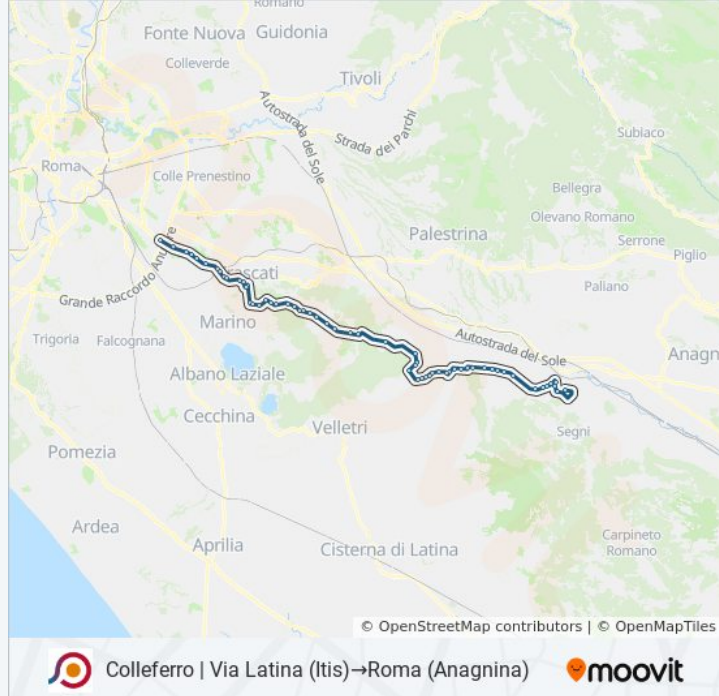 Romano
Fonte Nuova
Guidonia
Colleverde
Tivoli
Autostrada del Sole
Strada dei Parchi
Subiaco
Roma
Colle Prenestino
Bellegra
Olevano Romano
Palestrina
Serrone
Piglio
Paliano
Grande Raccordo Anulare
Frascati
Marino
Trigoria
Falcognana
Autostrada del Sole
Anagn
Albano Laziale
Cecchina
Velletri
Segni
Pomezia
Ardea
Aprilia
Cisterna di Latina
Carpineto
Romano
© OpenStreetMap contributors | © OpenMapTiles
Colleferro | Via Latina (Itis)→Roma (Anagnina)
moovit